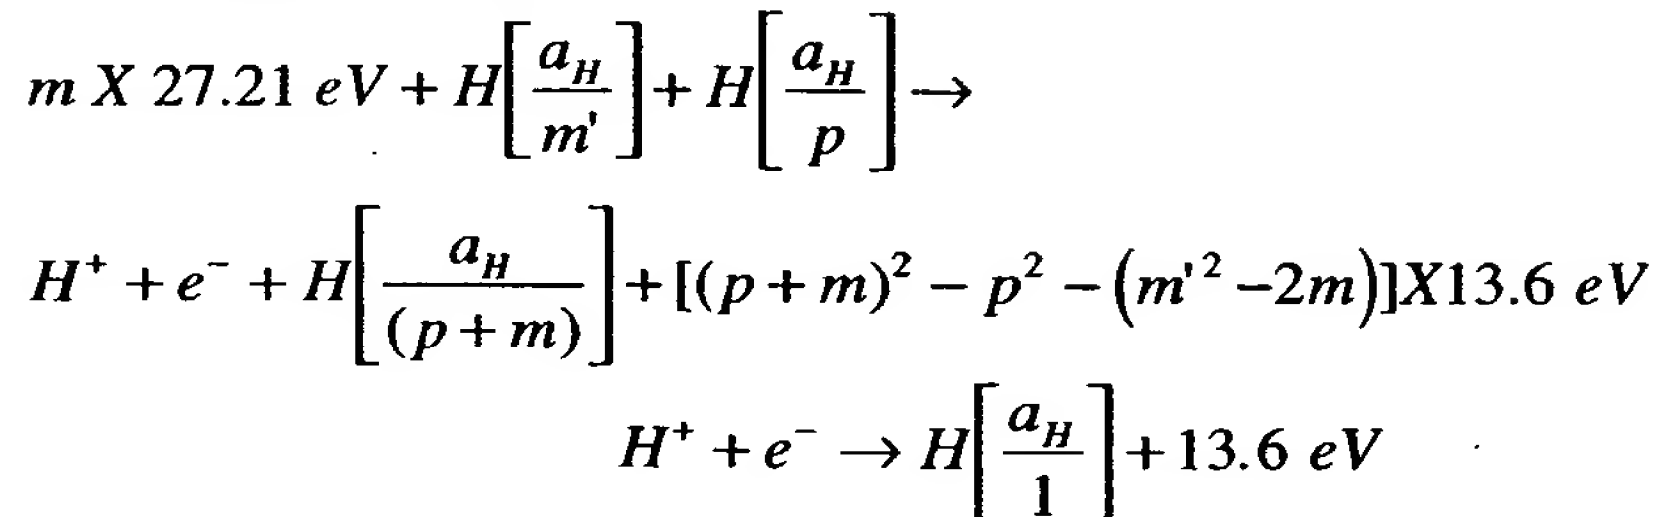 m X 27.21 eV + H[a_H/m'] + H[a_H/p] →
H⁺ + e⁻ + H[a_H/(p + m)] + [(p + m)² − p² − (m'² −2m)]X13.6 eV
H⁺ + e⁻ → H[a_H/1] + 13.6 eV